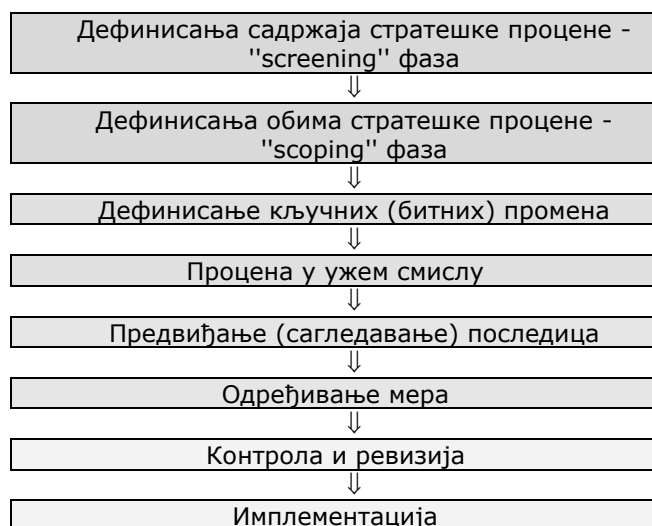 Дефинисања садржаја стратешке процене -
"screening" фаза
⇓
Дефинисања обима стратешке процене -
"scoping" фаза
⇓
Дефинисање кључних (битних) промена
⇓
Процена у ужем смислу
⇓
Предвиђање (сагледавање) последица
⇓
Одређивање мера
⇓
Контрола и ревизија
⇓
Имплементација